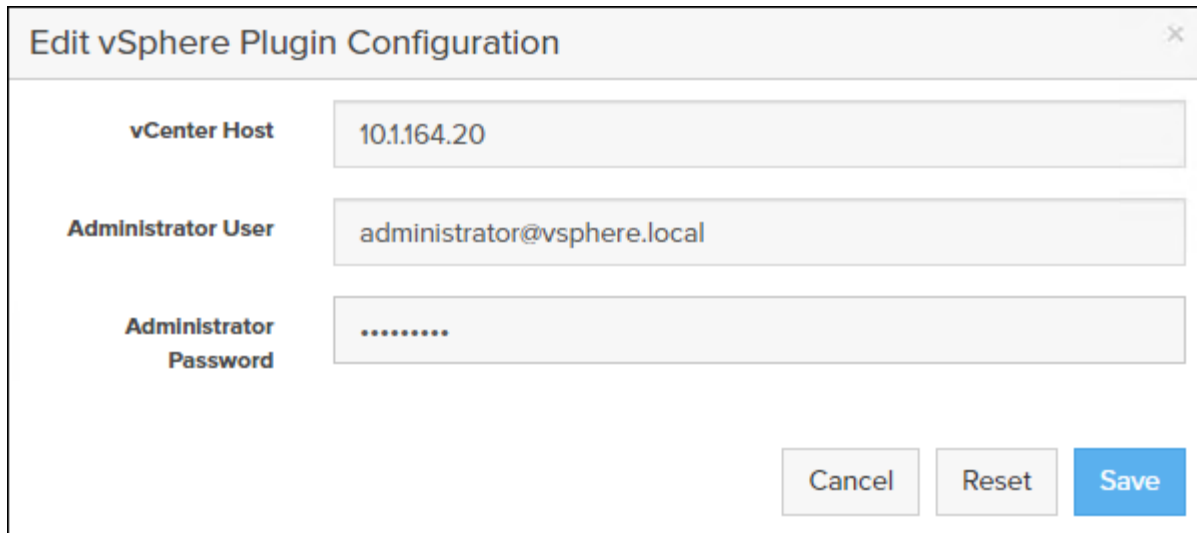 Edit vSphere Plugin Configuration
×
vCenter Host
10.1.164.20
Administrator User
administrator@vsphere.local
Administrator
Password
•••••••••
Cancel Reset Save